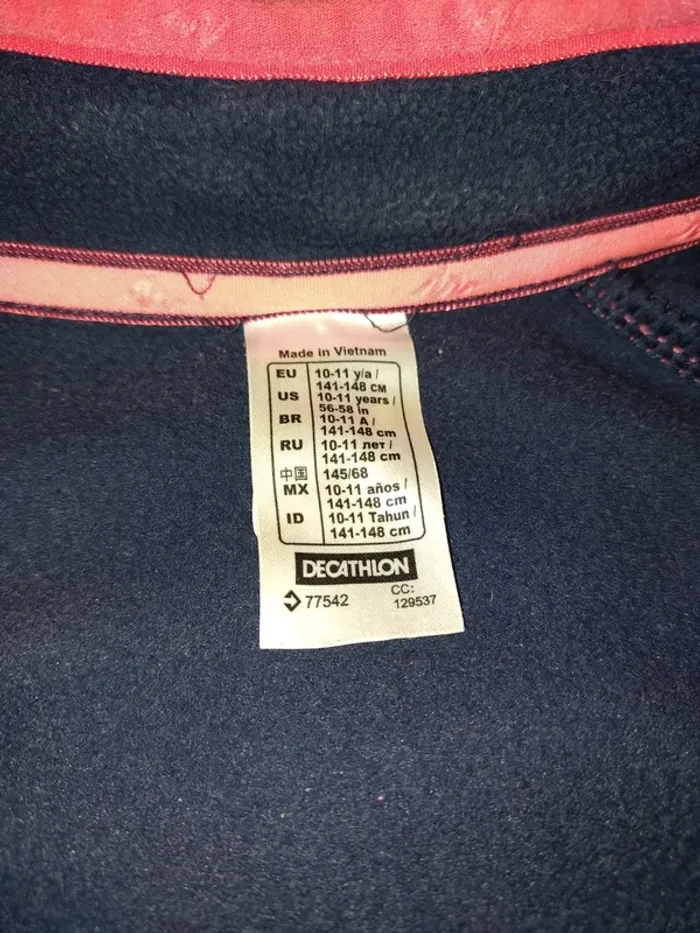 Made in Vietnam
EU 10-11 y/a /
141-148 CM
US 10-11 years /
56-58 in
BR 10-11 A /
141-148 cm
RU 10-11 лет /
141-148 cm
中国 145/68
MX 10-11 años /
141-148 cm
ID 10-11 Tahun /
141-148 cm
DECATHLON
77542 CC:
129537